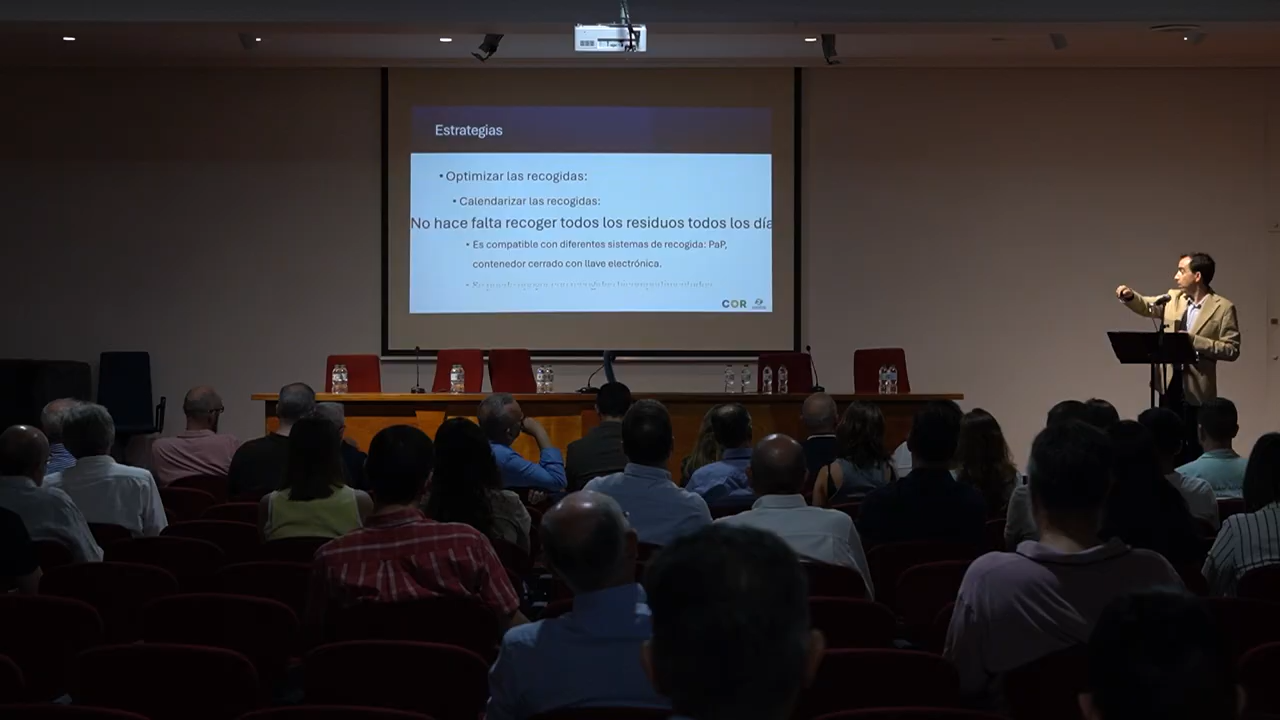 Estrategias
• Optimizar las recogidas:
• Calendarizar las recogidas:
No hace falta recoger todos los residuos todos los día
• Es compatible con diferentes sistemas de recogida: PaP,
contenedor cerrado con llave electrónica.
COR